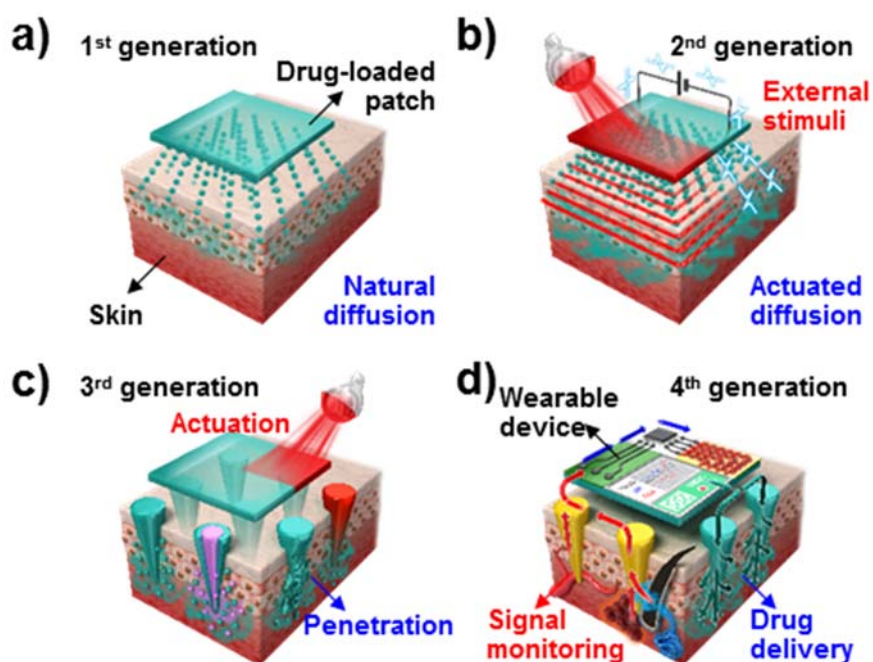 a)
1st generation
Drug-loaded
patch
Skin
Natural
diffusion
b)
2nd generation
External
stimuli
Actuated
diffusion
c)
3rd generation
Actuation
Penetration
d)
4th generation
Wearable
device
Signal
monitoring
Drug
delivery